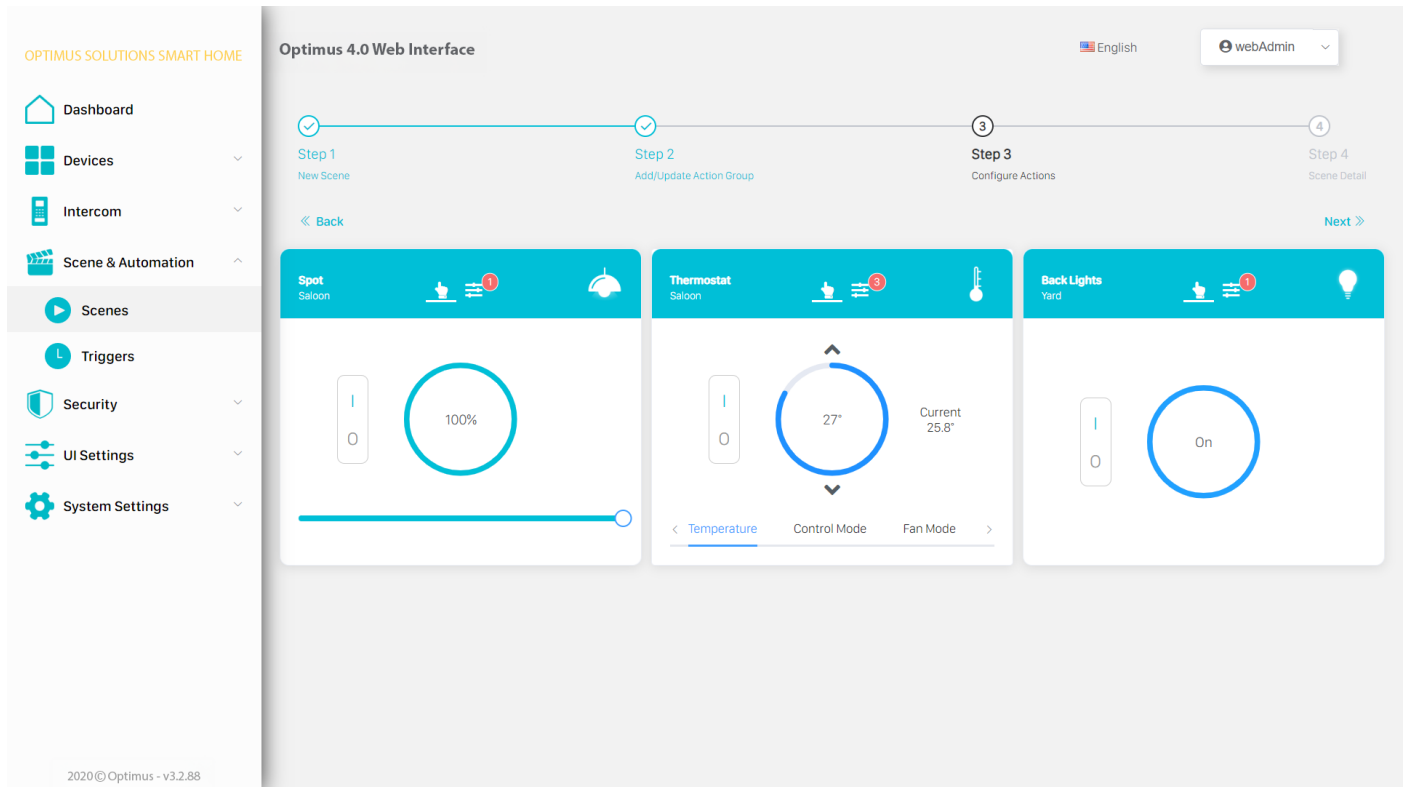 OPTIMUS SOLUTIONS SMART HOME
Dashboard
Devices
Intercom
Scene & Automation
Scenes
Triggers
Security
UI Settings
System Settings
2020 © Optimus - v3.2.88
Optimus 4.0 Web Interface
English
webAdmin
3
4
Step 1
Step 2
Step 3
Step 4
New Scene
Add/Update Action Group
Configure Actions
Scene Detail
Back
Next
Spot
Saloon
1
I
O
100%
Thermostat
Saloon
3
I
O
27°
Current
25.8°
Temperature
Control Mode
Fan Mode
Back Lights
Yard
1
I
O
On